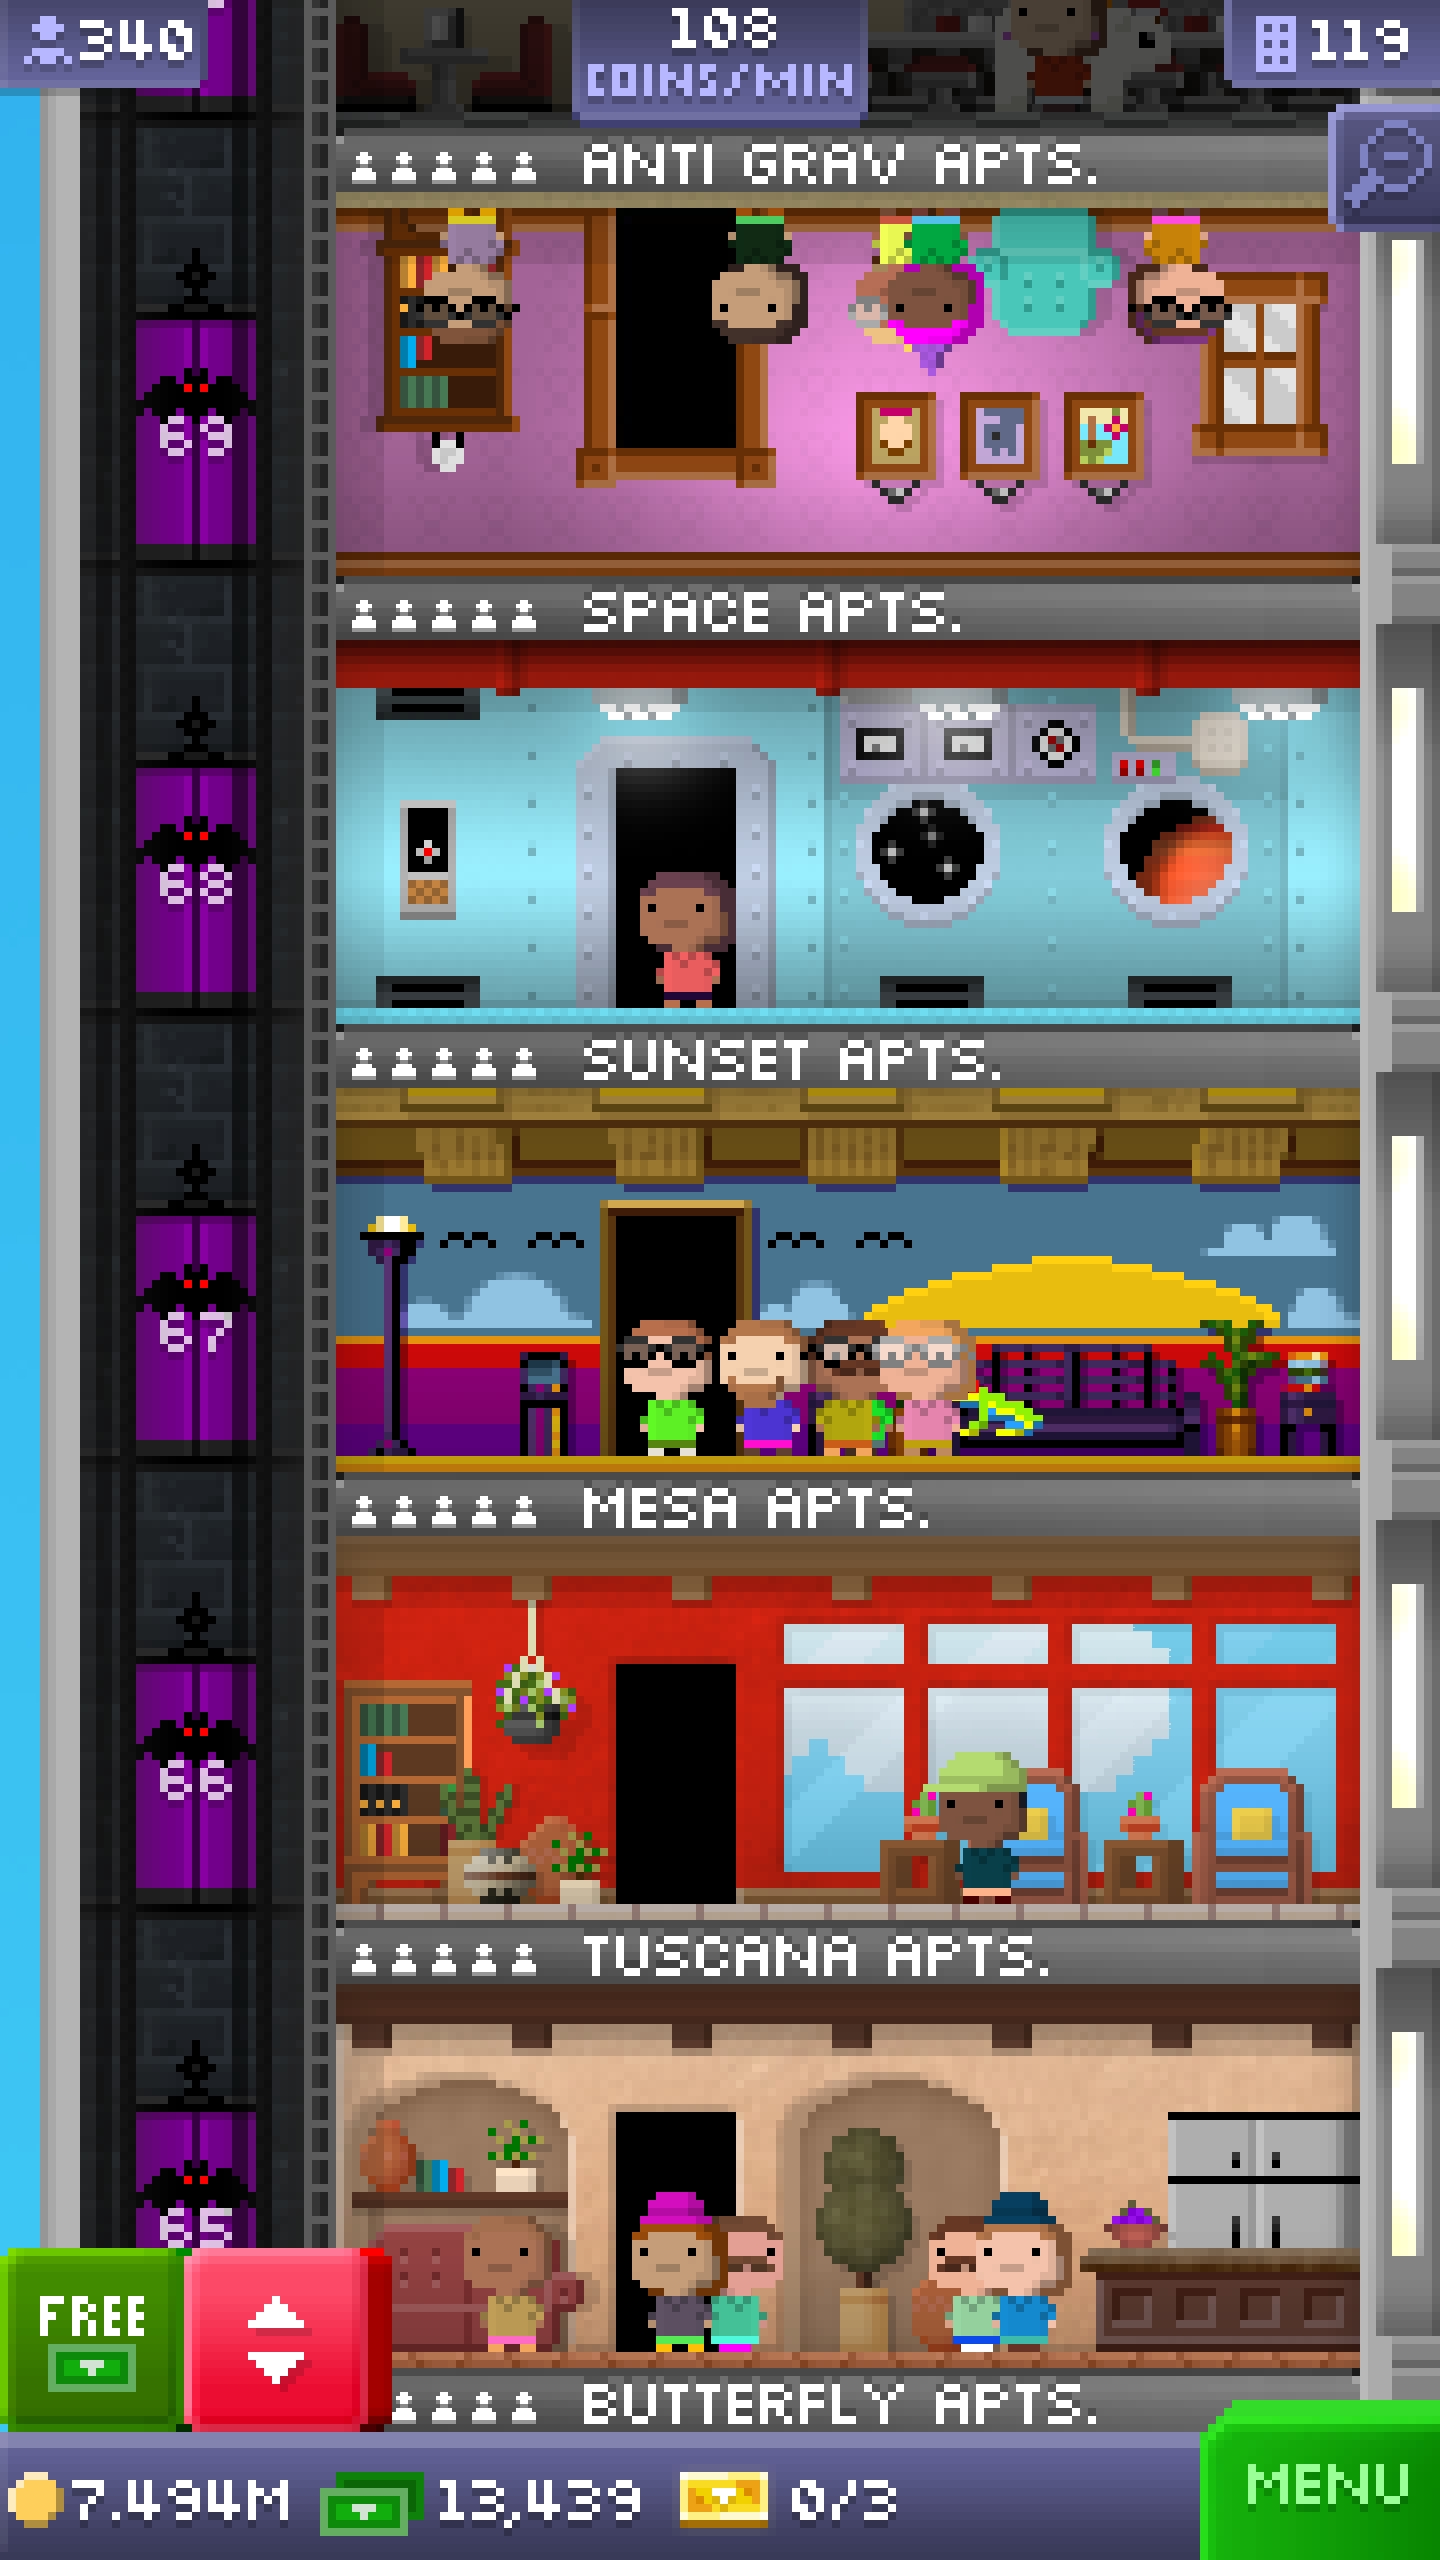 340
108
COINS/MIN
119
ANTI GRAV APTS.
69
SPACE APTS.
68
SUNSET APTS.
67
MESA APTS.
66
TUSCANA APTS.
65
FREE
BUTTERFLY APTS.
7.494M
13,439
0/3
MENU